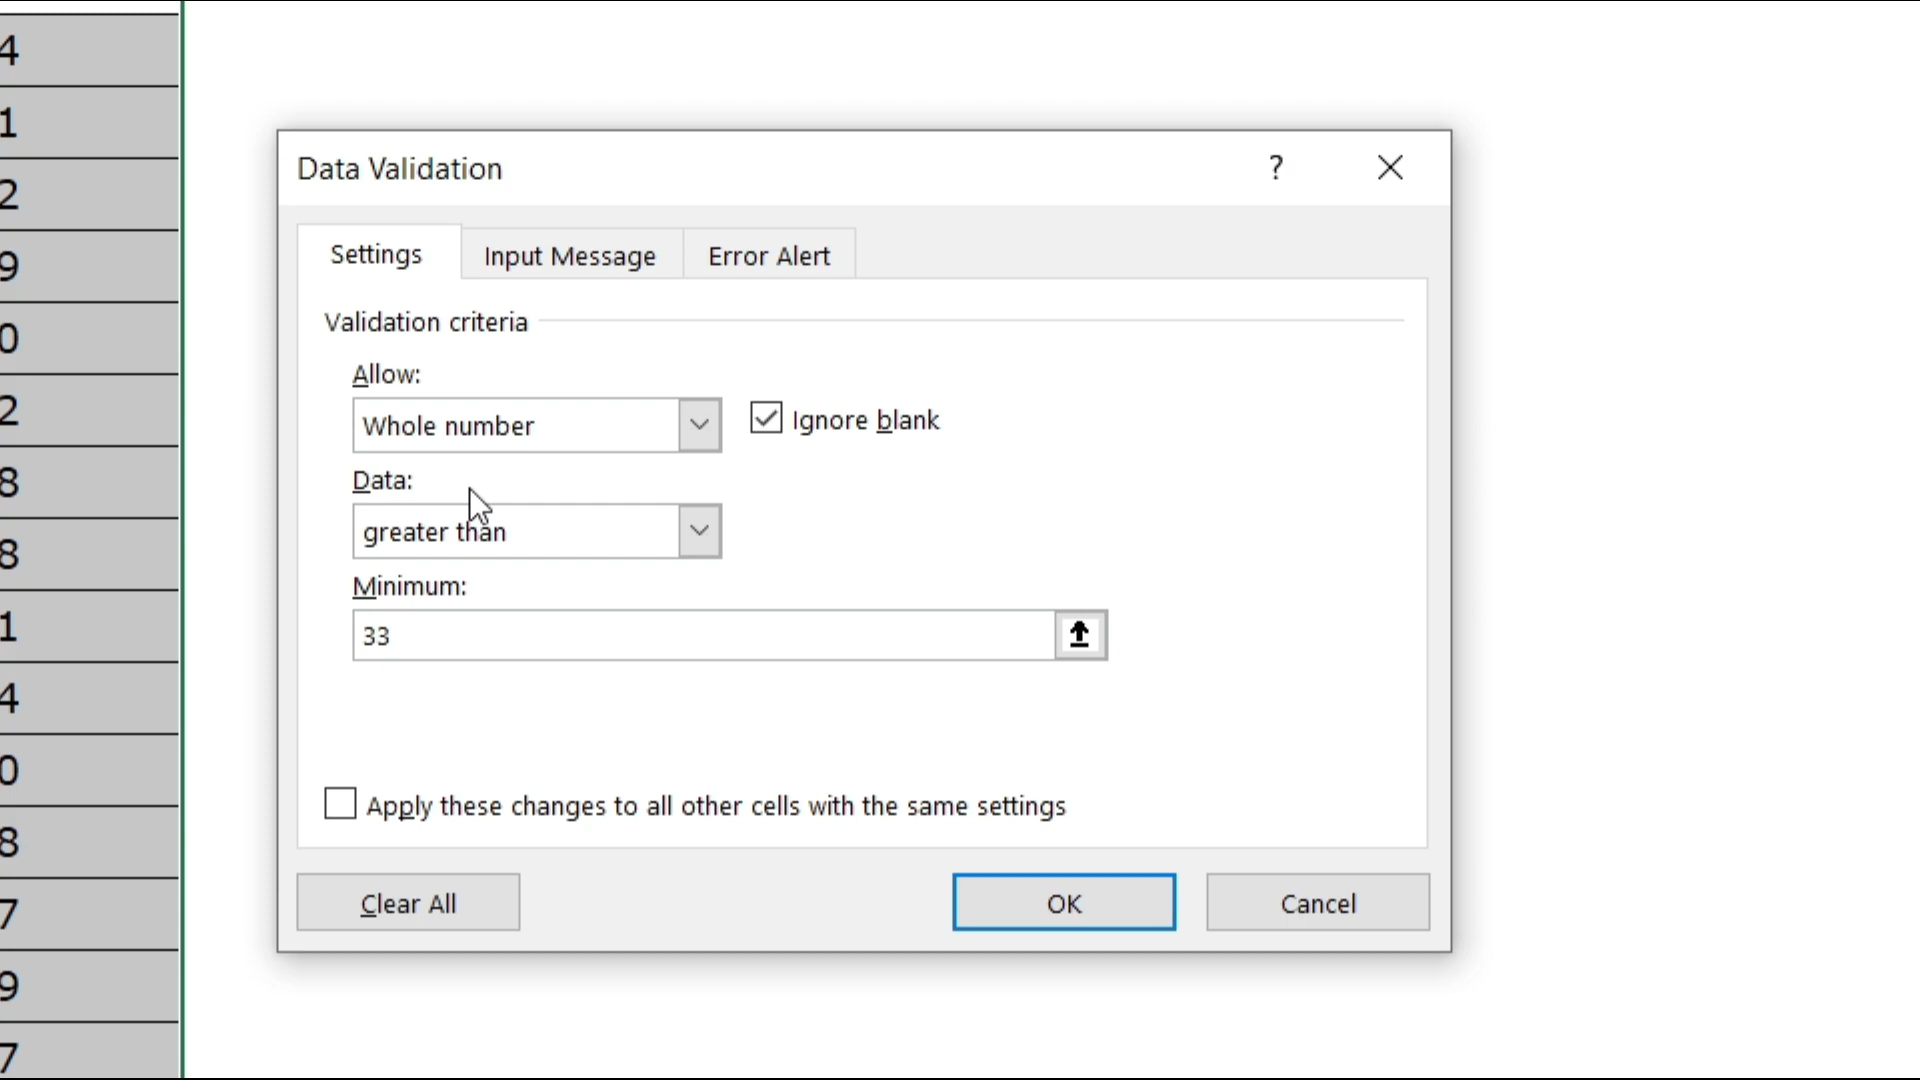 4
1
2
9
0
2
8
8
1
4
0
8
7
9
7
Data Validation ?
Settings Input Message Error Alert
Validation criteria
Allow:
Whole number Ignore blank
Data:
greater than
Minimum:
33
Apply these changes to all other cells with the same settings
Clear All OK Cancel